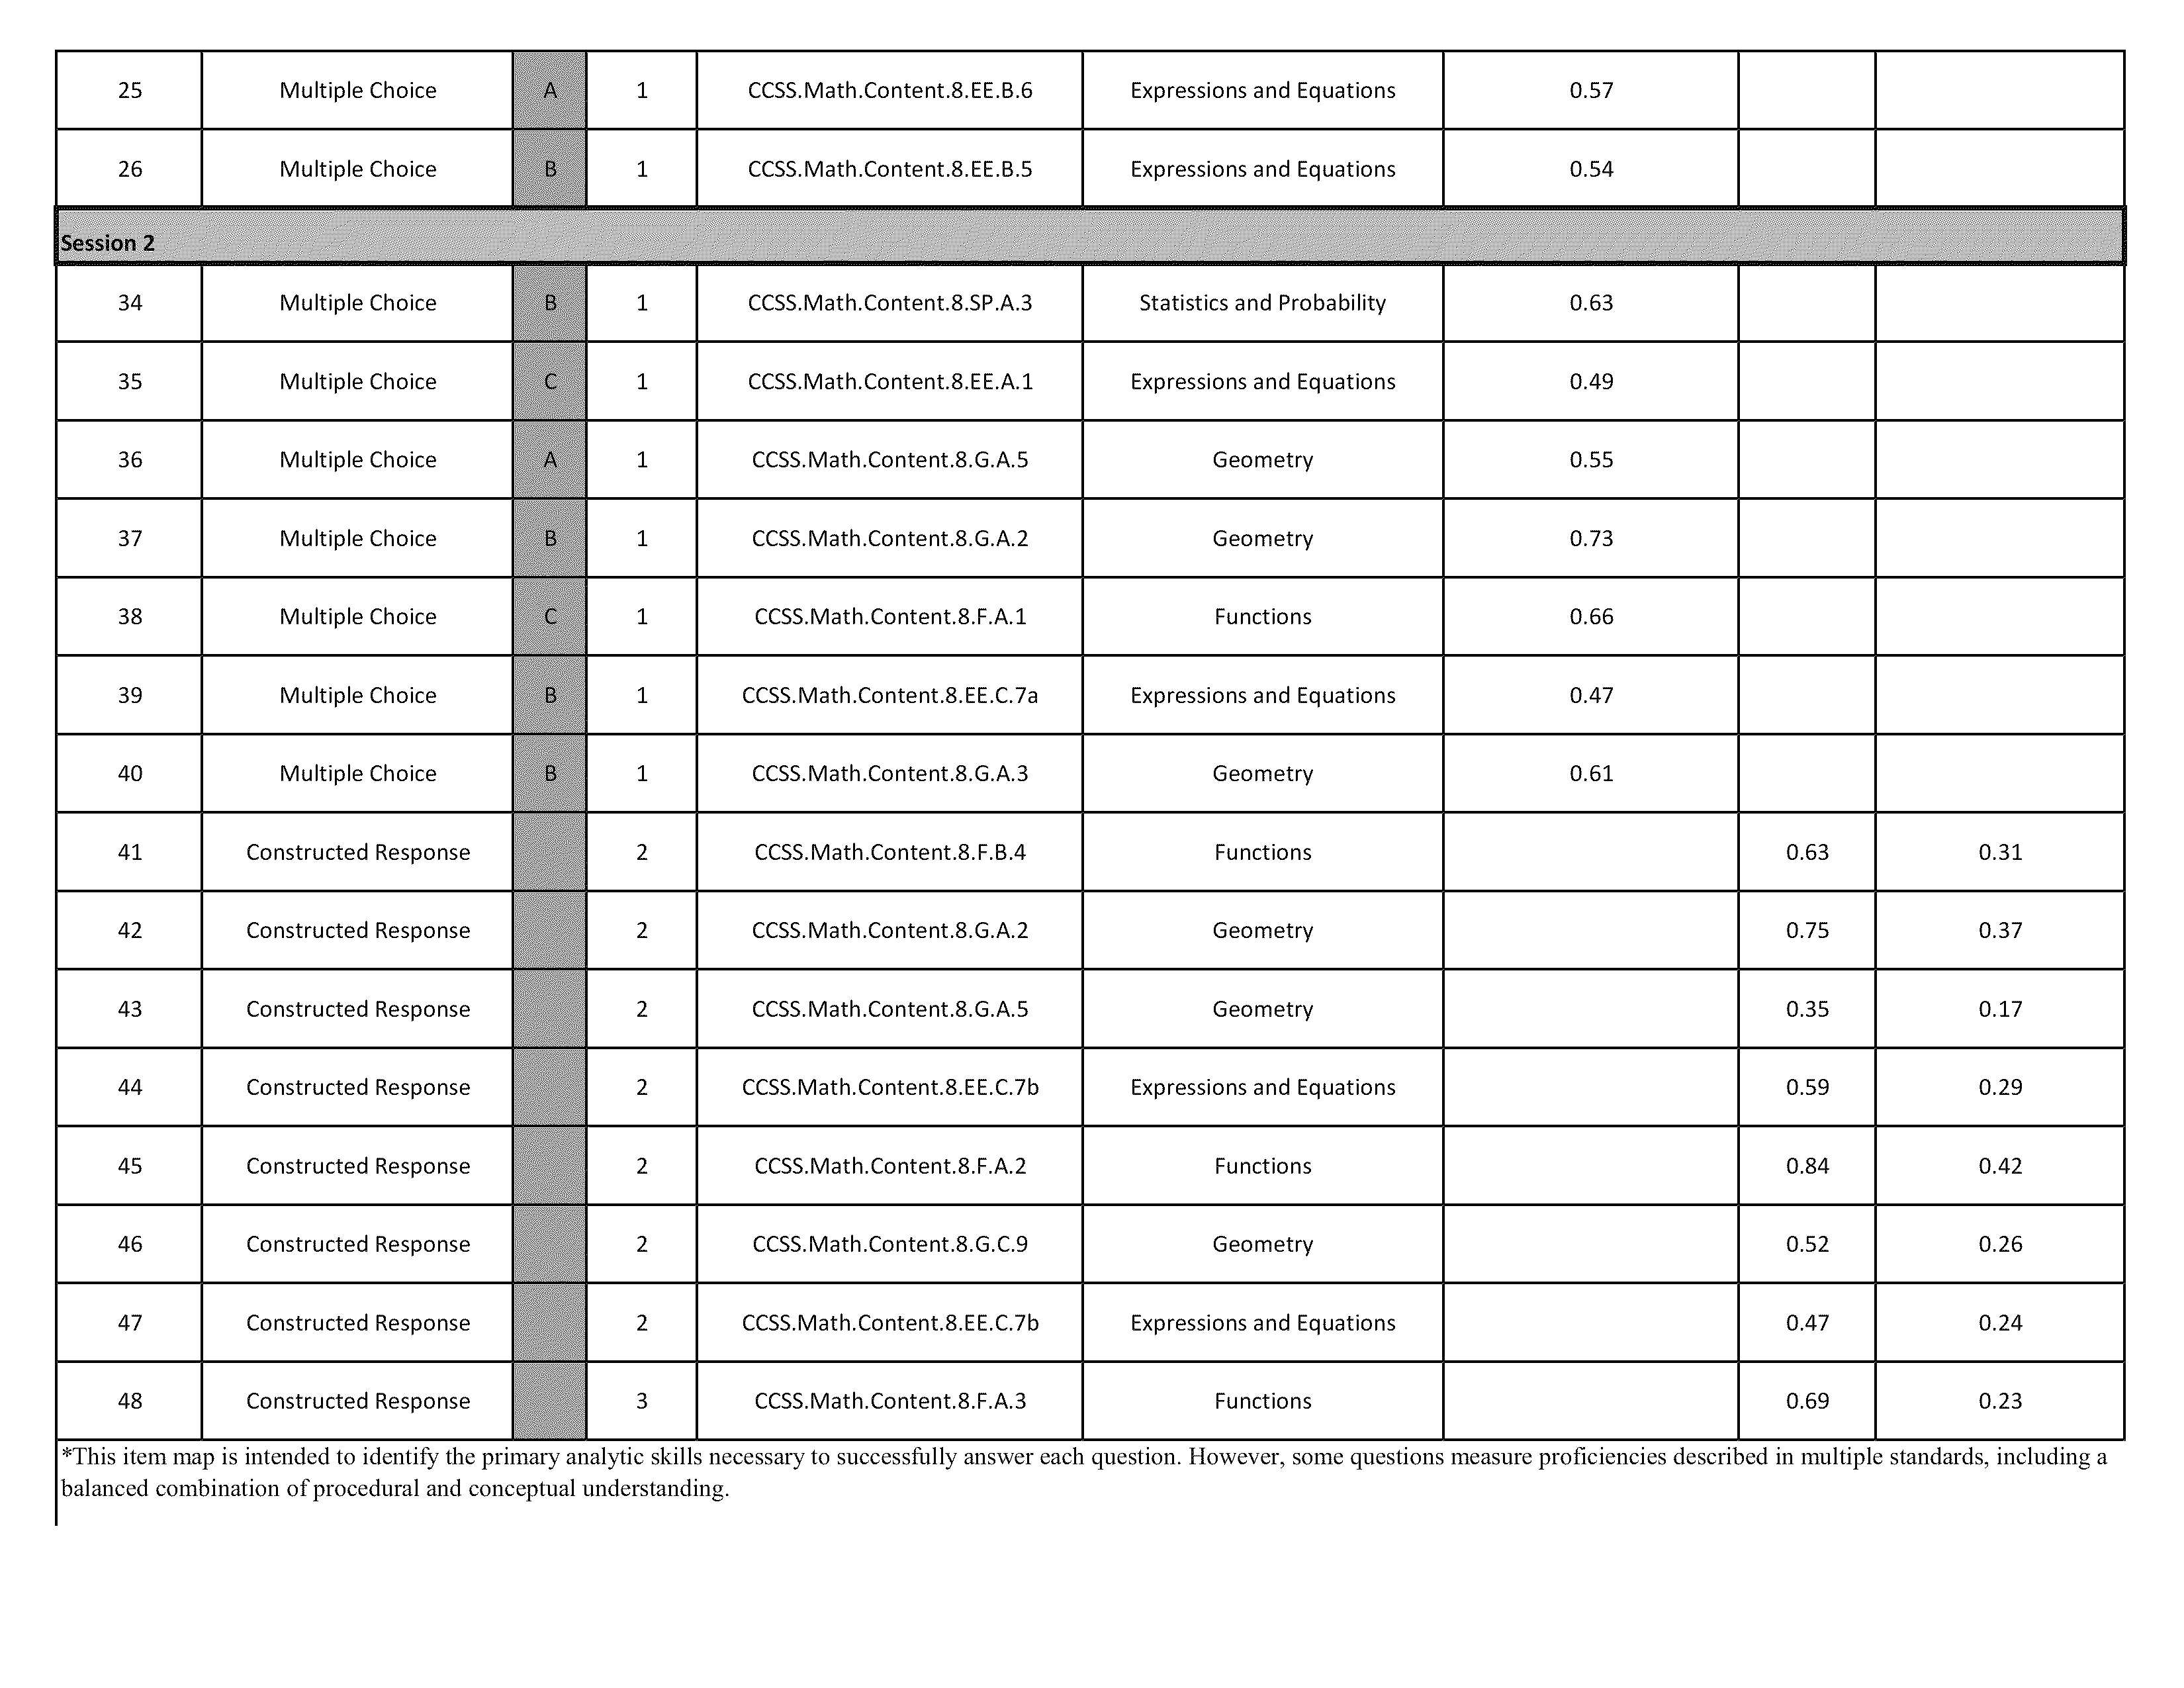 25 Multiple Choice A 1 CCSS.Math.Content.8.EE.B.6 Expressions and Equations 0.57
26 Multiple Choice B 1 CCSS.Math.Content.8.EE.B.5 Expressions and Equations 0.54
Session 2
34 Multiple Choice B 1 CCSS.Math.Content.8.SP.A.3 Statistics and Probability 0.63
35 Multiple Choice C 1 CCSS.Math.Content.8.EE.A.1 Expressions and Equations 0.49
36 Multiple Choice A 1 CCSS.Math.Content.8.G.A.5 Geometry 0.55
37 Multiple Choice B 1 CCSS.Math.Content.8.G.A.2 Geometry 0.73
38 Multiple Choice C 1 CCSS.Math.Content.8.F.A.1 Functions 0.66
39 Multiple Choice B 1 CCSS.Math.Content.8.EE.C.7a Expressions and Equations 0.47
40 Multiple Choice B 1 CCSS.Math.Content.8.G.A.3 Geometry 0.61
41 Constructed Response 2 CCSS.Math.Content.8.F.B.4 Functions 0.63 0.31
42 Constructed Response 2 CCSS.Math.Content.8.G.A.2 Geometry 0.75 0.37
43 Constructed Response 2 CCSS.Math.Content.8.G.A.5 Geometry 0.35 0.17
44 Constructed Response 2 CCSS.Math.Content.8.EE.C.7b Expressions and Equations 0.59 0.29
45 Constructed Response 2 CCSS.Math.Content.8.F.A.2 Functions 0.84 0.42
46 Constructed Response 2 CCSS.Math.Content.8.G.C.9 Geometry 0.52 0.26
47 Constructed Response 2 CCSS.Math.Content.8.EE.C.7b Expressions and Equations 0.47 0.24
48 Constructed Response 3 CCSS.Math.Content.8.F.A.3 Functions 0.69 0.23
*This item map is intended to identify the primary analytic skills necessary to successfully answer each question. However, some questions measure proficiencies described in multiple standards, including a
balanced combination of procedural and conceptual understanding.